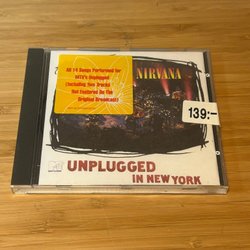 NIRVANA
All 14 Songs Performed for
MTV's Unplugged
(Including Two Tracks
Not Featured On the
Original Broadcast)
139:-
UNPLUGGED
IN NEW YORK